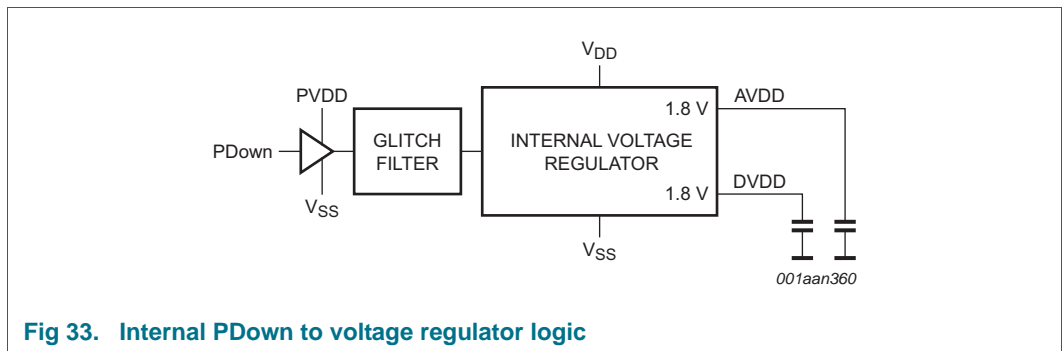 VDD
PVDD
1.8 V
AVDD
PDown
GLITCH
FILTER
INTERNAL VOLTAGE
REGULATOR
1.8 V
DVDD
VSS
VSS
001aan360
Fig 33. Internal PDown to voltage regulator logic